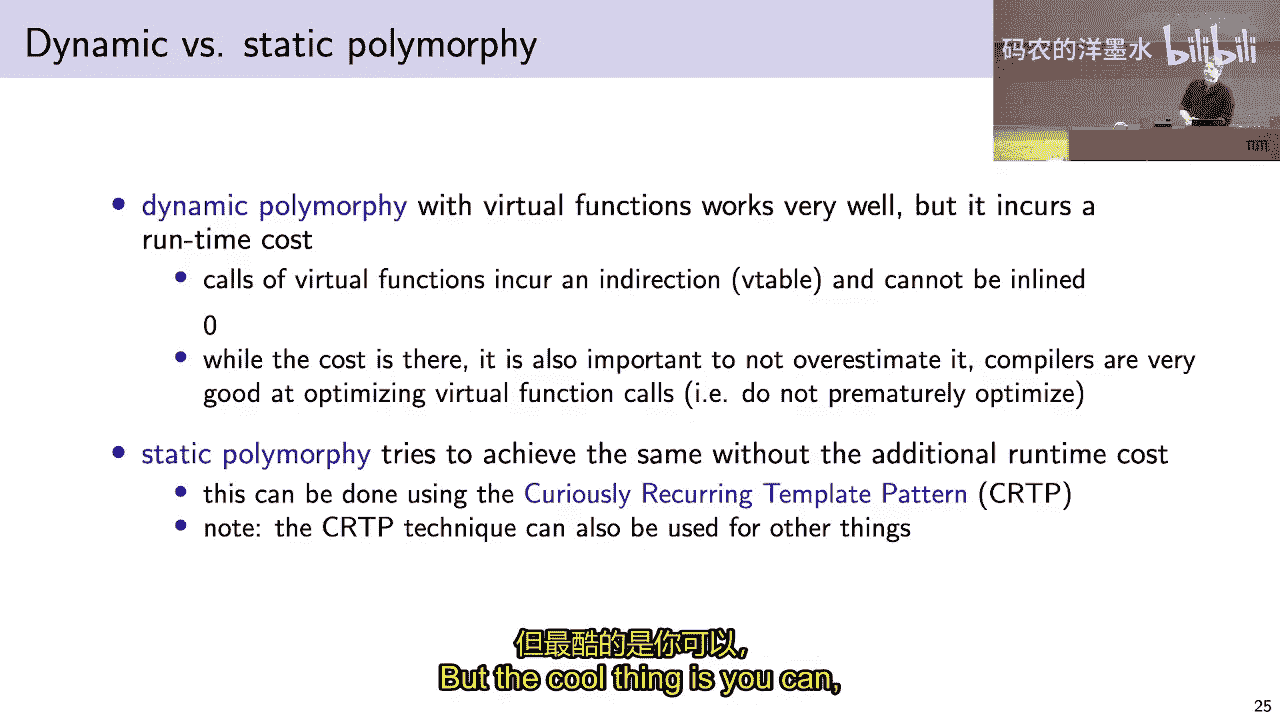 Dynamic vs. static polymorphy
码农的洋墨水 bilibili
• dynamic polymorphy with virtual functions works very well, but it incurs a
run-time cost
• calls of virtual functions incur an indirection (vtable) and cannot be inlined
0
• while the cost is there, it is also important to not overestimate it, compilers are very
good at optimizing virtual function calls (i.e. do not prematurely optimize)
• static polymorphy tries to achieve the same without the additional runtime cost
• this can be done using the Curiously Recurring Template Pattern (CRTP)
• note: the CRTP technique can also be used for other things
但最酷的是你可以,
But the cool thing is you can,
25